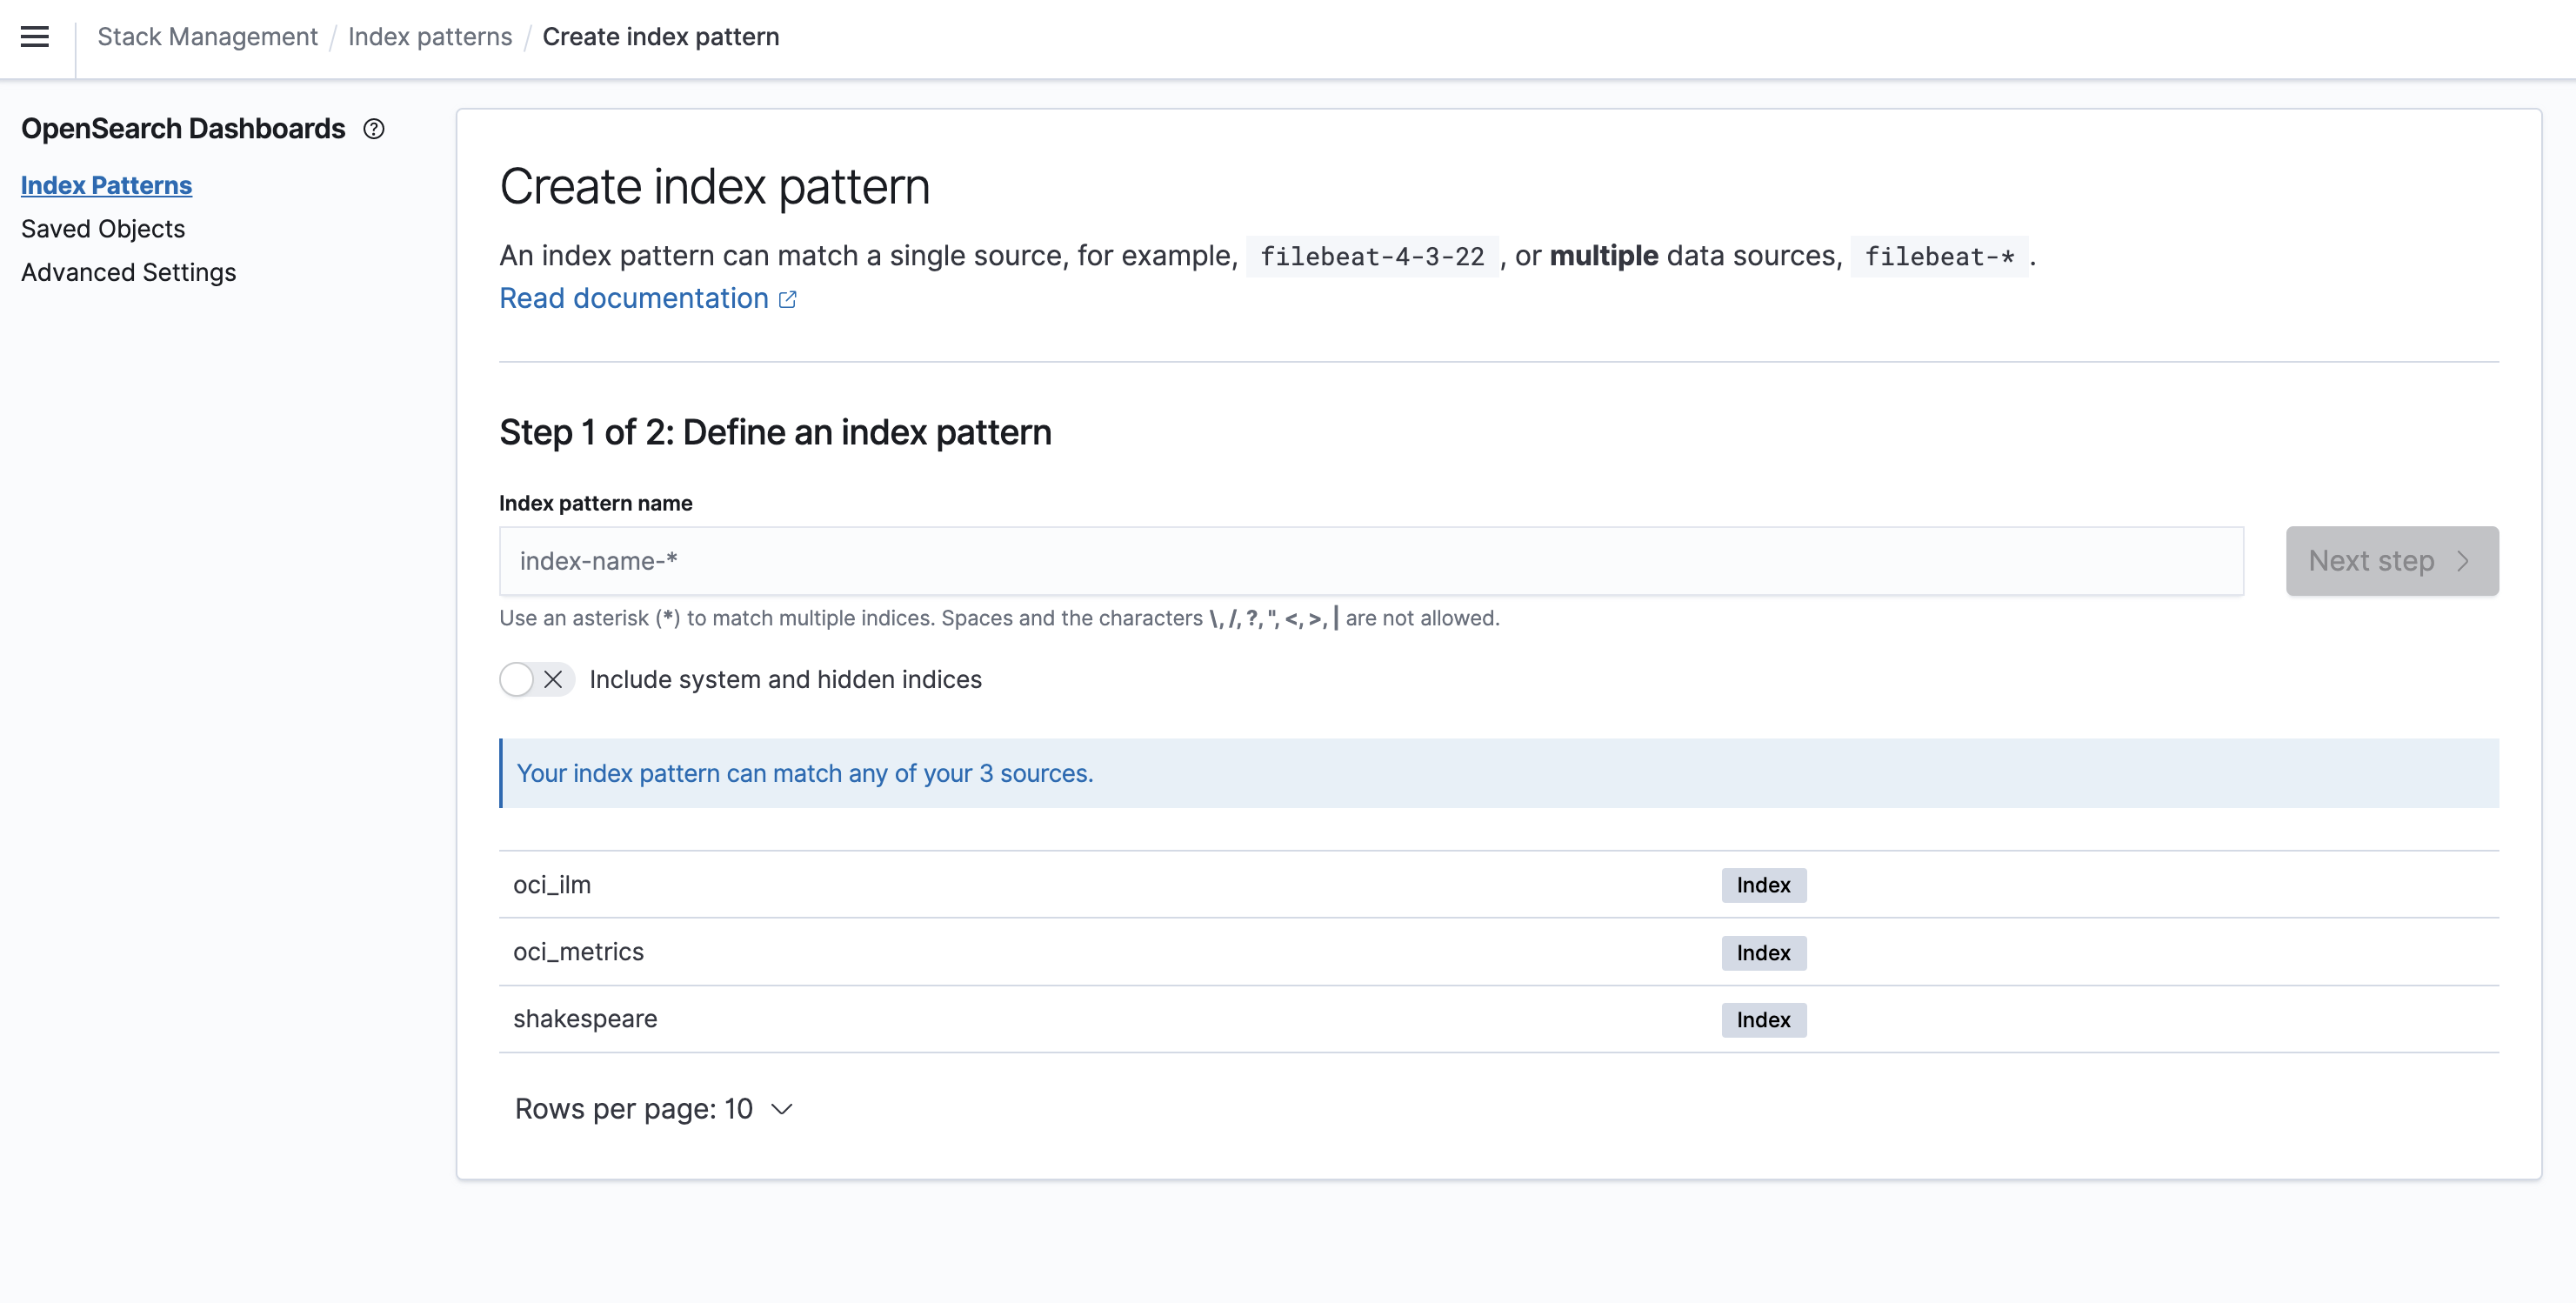 Stack Management / Index patterns / Create index pattern
OpenSearch Dashboards
Index Patterns
Saved Objects
Advanced Settings
Create index pattern
An index pattern can match a single source, for example, filebeat-4-3-22 , or multiple data sources, filebeat-* .
Read documentation
Step 1 of 2: Define an index pattern
Index pattern name
index-name-*
Next step
Use an asterisk (*) to match multiple indices. Spaces and the characters \, /, ?, ", <, >, | are not allowed.
Include system and hidden indices
Your index pattern can match any of your 3 sources.
oci_ilm Index
oci_metrics Index
shakespeare Index
Rows per page: 10